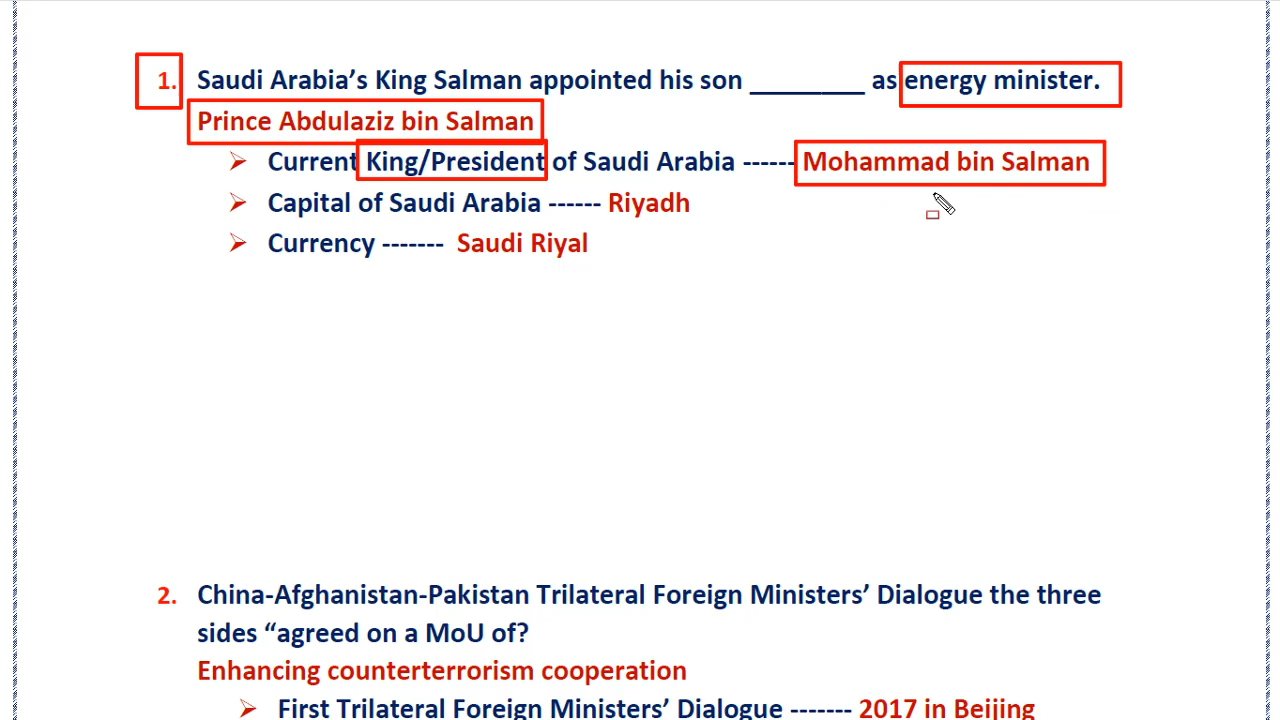 1. Saudi Arabia’s King Salman appointed his son ________ as energy minister.
Prince Abdulaziz bin Salman
Current King/President of Saudi Arabia ------ Mohammad bin Salman
Capital of Saudi Arabia ------ Riyadh
Currency ------- Saudi Riyal
2. China-Afghanistan-Pakistan Trilateral Foreign Ministers’ Dialogue the three
sides “agreed on a MoU of?
Enhancing counterterrorism cooperation
First Trilateral Foreign Ministers’ Dialogue ------- 2017 in Beijing